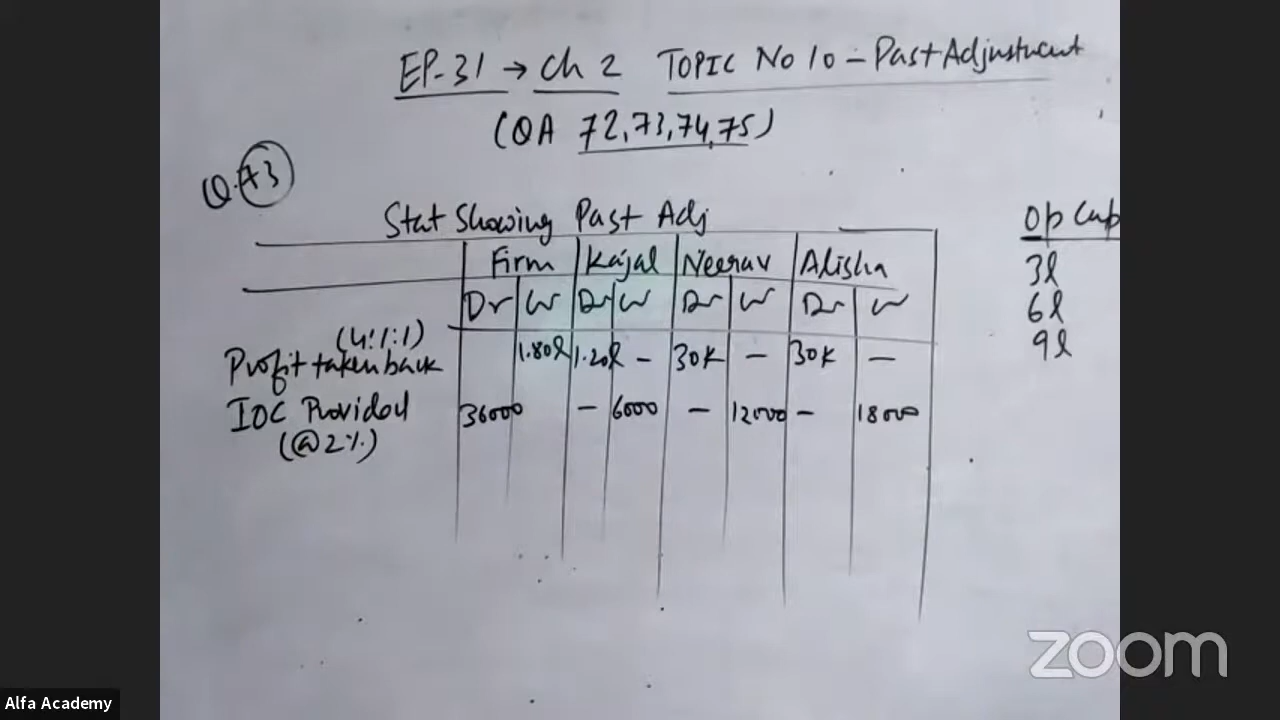 EP-31 → Ch 2 TOPIC No 10 - Past Adjustment
(QA 72,73,74,75)
Q.73
Stat Showing Past Adj
Op Cap
Firm Kajal Neerav Alisha
3l
Dr Cr Dr Cr Dr Cr Dr Cr
6l
(4:1:1)
9l
Profit taken back 1.80l 1.20l - 30K - 30K -
IOC Provided 36000 - 6000 - 12000 - 18000
(@2%)
zoom
Alfa Academy